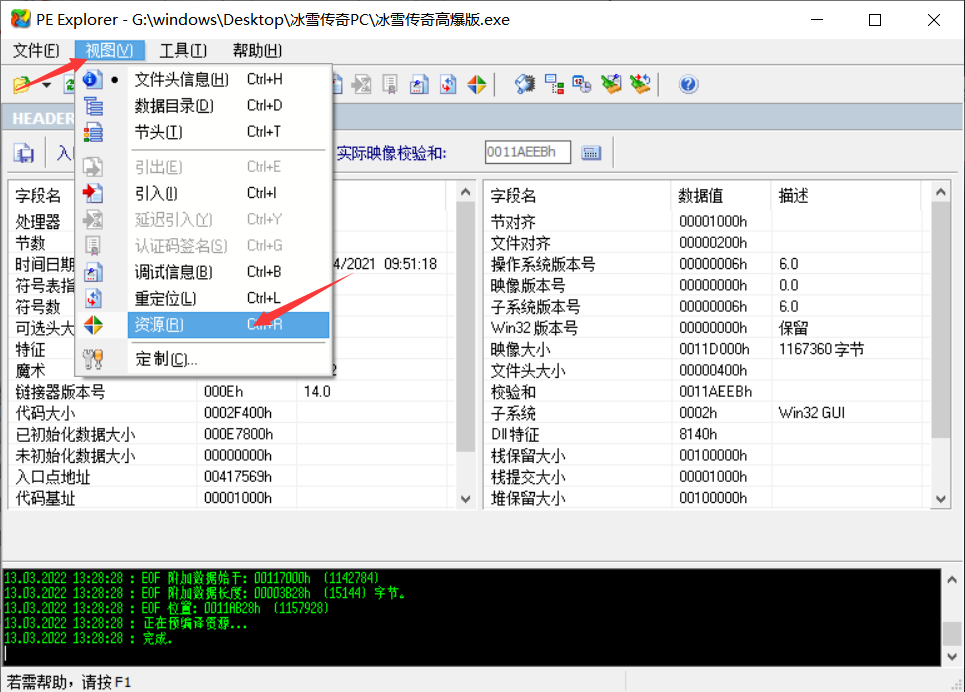 PE Explorer - G:\windows\Desktop\冰雪传奇PC\冰雪传奇高爆版.exe
文件(F) 视图(V) 工具(T) 帮助(H)
文件头信息(H) Ctrl+H
数据目录(D) Ctrl+D
节头(T) Ctrl+T
引出(E) Ctrl+E
引入(I) Ctrl+I
延迟引入(Y) Ctrl+Y
认证码签名(S) Ctrl+G
调试信息(B) Ctrl+B
重定位(L) Ctrl+L
资源(R) Ctrl+R
定制(C)...
HEADER
入
实际映像校验和: 0011AEEBh
字段名
处理器
节数
时间日期 4/2021 09:51:18
符号表指
符号数
可选头大
特征
魔术 2
链接器版本号 000Eh 14.0
代码大小 0002F400h
已初始化数据大小 000E7800h
未初始化数据大小 00000000h
入口点地址 00417569h
代码基址 00001000h
字段名 数据值 描述
节对齐 00001000h
文件对齐 00000200h
操作系统版本号 00000006h 6.0
映像版本号 00000000h 0.0
子系统版本号 00000006h 6.0
Win32 版本号 00000000h 保留
映像大小 0011D000h 1167360 字节
文件头大小 00000400h
校验和 0011AEEBh
子系统 0002h Win32 GUI
Dll 特征 8140h
栈保留大小 00100000h
栈提交大小 00001000h
堆保留大小 00100000h
13.03.2022 13:28:28 : EOF 附加数据始于: 00117000h (1142784)
13.03.2022 13:28:28 : EOF 附加数据长度: 00003B28h (15144) 字节。
13.03.2022 13:28:28 : EOF 位置: 0011AB28h (1157928)
13.03.2022 13:28:28 : 正在预编译资源...
13.03.2022 13:28:28 : 完成.
若需帮助，请按 F1